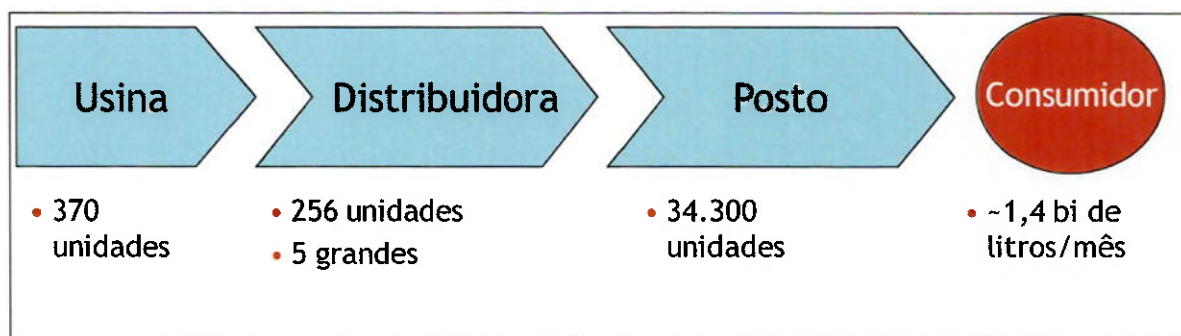 Usina
Distribuidora
Posto
Consumidor
• 370
unidades
• 256 unidades
• 5 grandes
• 34.300
unidades
• ~1,4 bi de
litros/mês